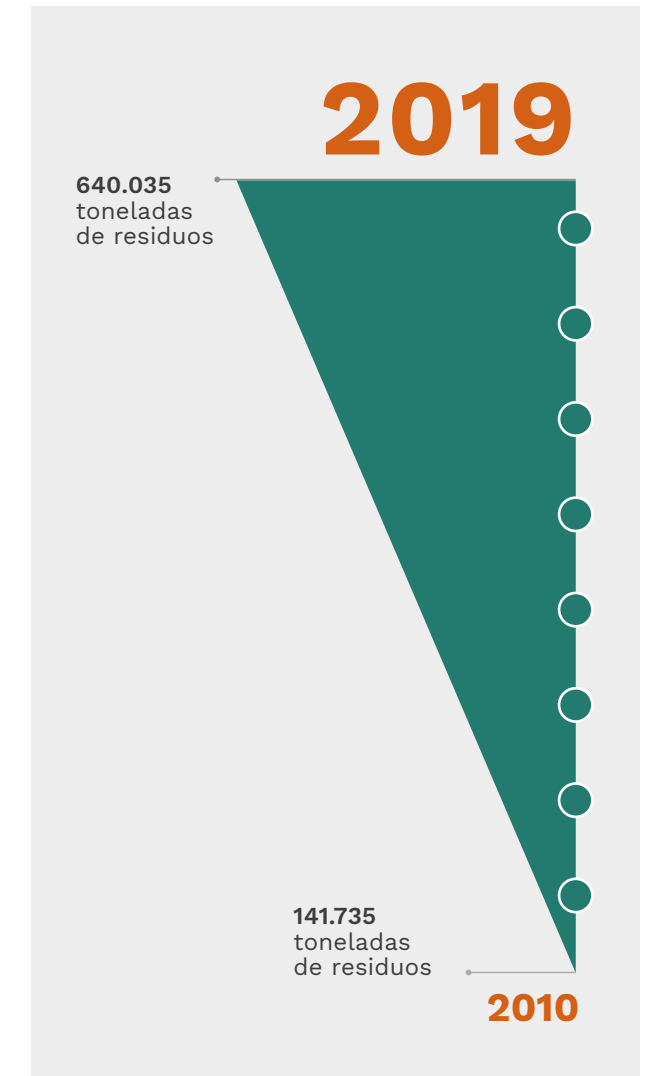 2019
640.035
toneladas
de residuos
141.735
toneladas
de residuos
2010